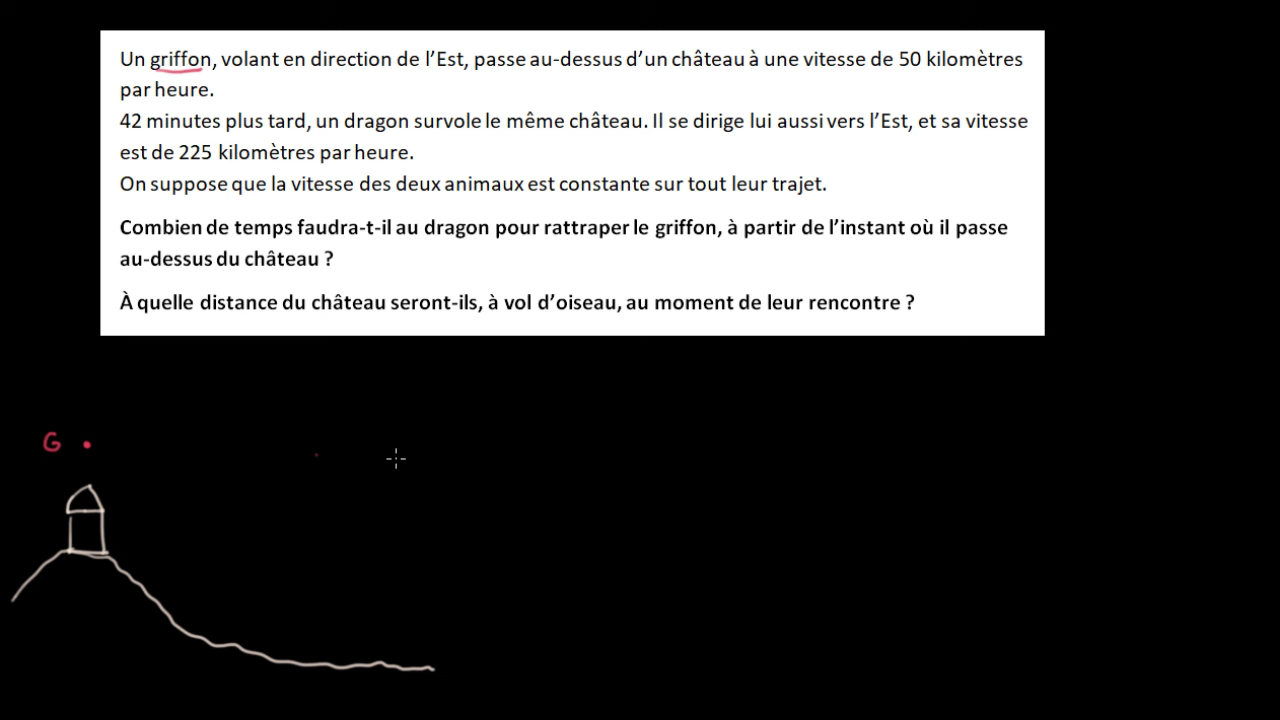 Un griffon, volant en direction de l’Est, passe au-dessus d’un château à une vitesse de 50 kilomètres
par heure.
42 minutes plus tard, un dragon survole le même château. Il se dirige lui aussi vers l’Est, et sa vitesse
est de 225 kilomètres par heure.
On suppose que la vitesse des deux animaux est constante sur tout leur trajet.
Combien de temps faudra-t-il au dragon pour rattraper le griffon, à partir de l’instant où il passe
au-dessus du château ?
À quelle distance du château seront-ils, à vol d’oiseau, au moment de leur rencontre ?
G